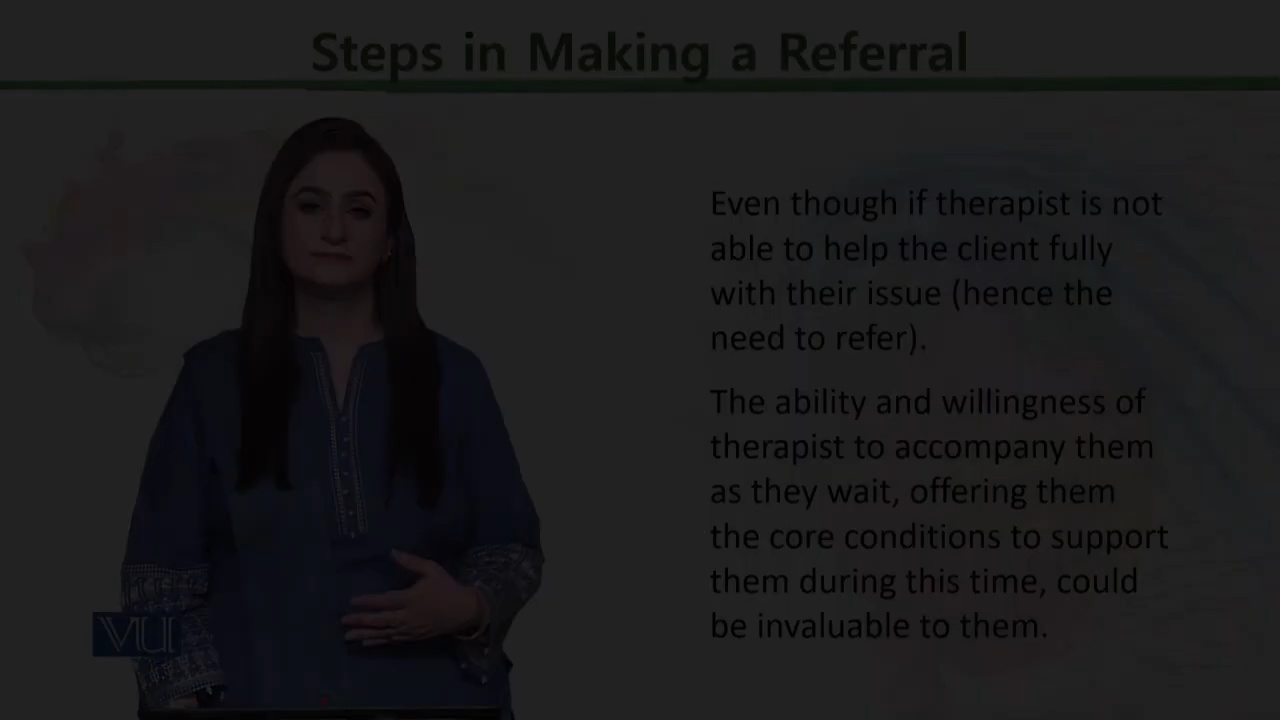 Steps in Making a Referral
Even though if therapist is not
able to help the client fully
with their issue (hence the
need to refer).
The ability and willingness of
therapist to accompany them
as they wait, offering them
the core conditions to support
them during this time, could
be invaluable to them.
VU